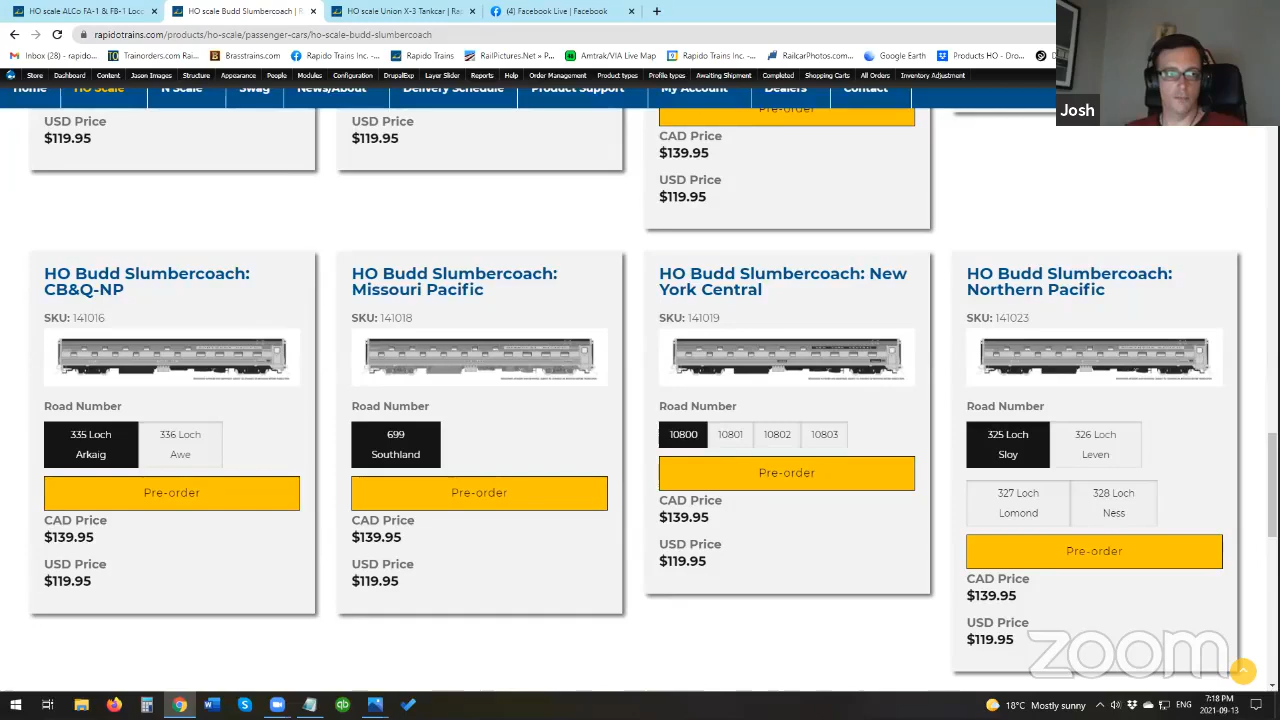 HO scale ALCo FA-1 & FB-1 Loco
HO scale Budd Slumbercoach | R
HO scale Union X-3 Tankcar | Ra
(4) Facebook Live | Facebook
rapidotrains.com/products/ho-scale/passenger-cars/ho-scale-budd-slumbercoach
Inbox (28) - rapido...
Trainorders.com Rai...
Brasstrains.com
Rapido Trains Inc. -...
Rapido Trains
RailPictures.Net » P...
Amtrak/VIA Live Map
Rapido Trains Inc. -...
RailcarPhotos.com...
Google Earth
Products HO - Dro...
Store Dashboard Content Jason Images Structure Appearance People Modules Configuration DrupalExp Layer Slider Reports Help Order Management Product types Profile types Awaiting Shipment Completed Shopping Carts All Orders Inventory Adjustment
Home HO Scale N Scale Swag News/About Delivery Schedule Product Support My Account Dealers Contact
Josh
USD Price
$119.95
USD Price
$119.95
Pre-order
CAD Price
$139.95
USD Price
$119.95
HO Budd Slumbercoach:
CB&Q-NP
SKU: 141016
Road Number
335 Loch
Arkaig
336 Loch
Awe
Pre-order
CAD Price
$139.95
USD Price
$119.95
HO Budd Slumbercoach:
Missouri Pacific
SKU: 141018
Road Number
699
Southland
Pre-order
CAD Price
$139.95
USD Price
$119.95
HO Budd Slumbercoach: New
York Central
SKU: 141019
Road Number
10800 10801 10802 10803
Pre-order
CAD Price
$139.95
USD Price
$119.95
HO Budd Slumbercoach:
Northern Pacific
SKU: 141023
Road Number
325 Loch
Sloy
326 Loch
Leven
327 Loch
Lomond
328 Loch
Ness
Pre-order
CAD Price
$139.95
USD Price
$119.95
zoom
18°C Mostly sunny
ENG
7:18 PM
2021-09-13